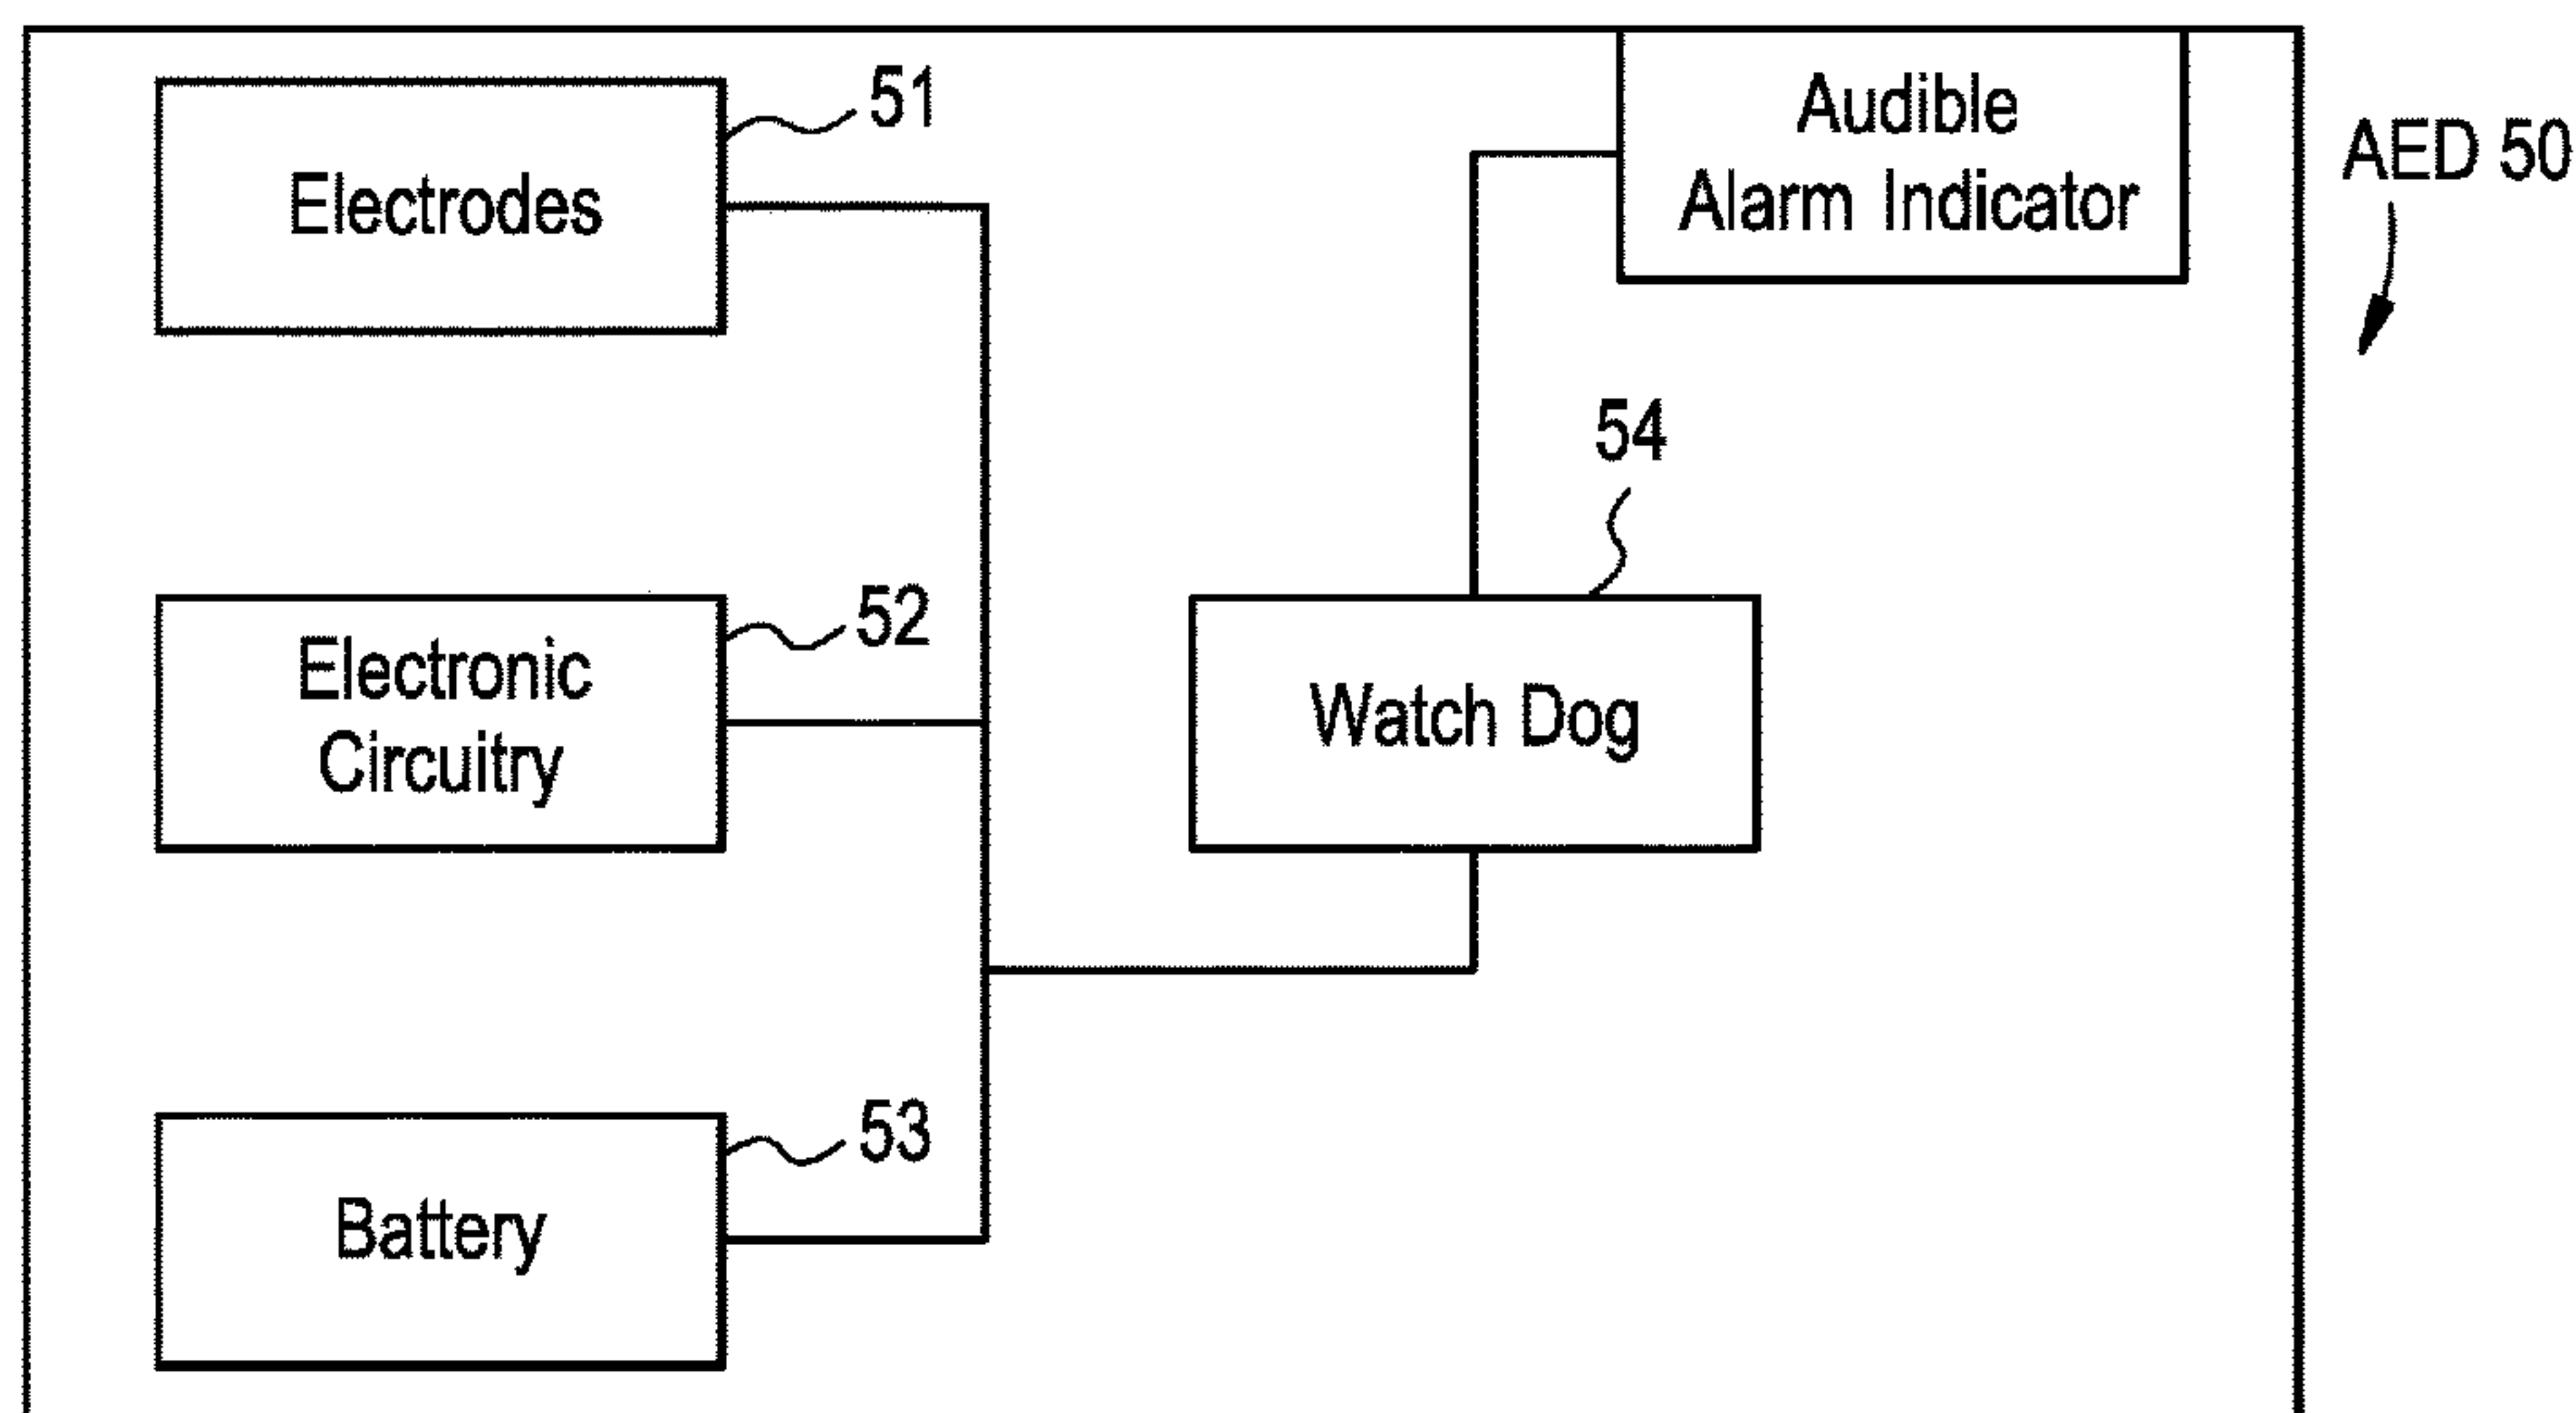 51
Electrodes
Audible
Alarm Indicator
AED 50
54
52
Electronic
Circuitry
Watch Dog
53
Battery